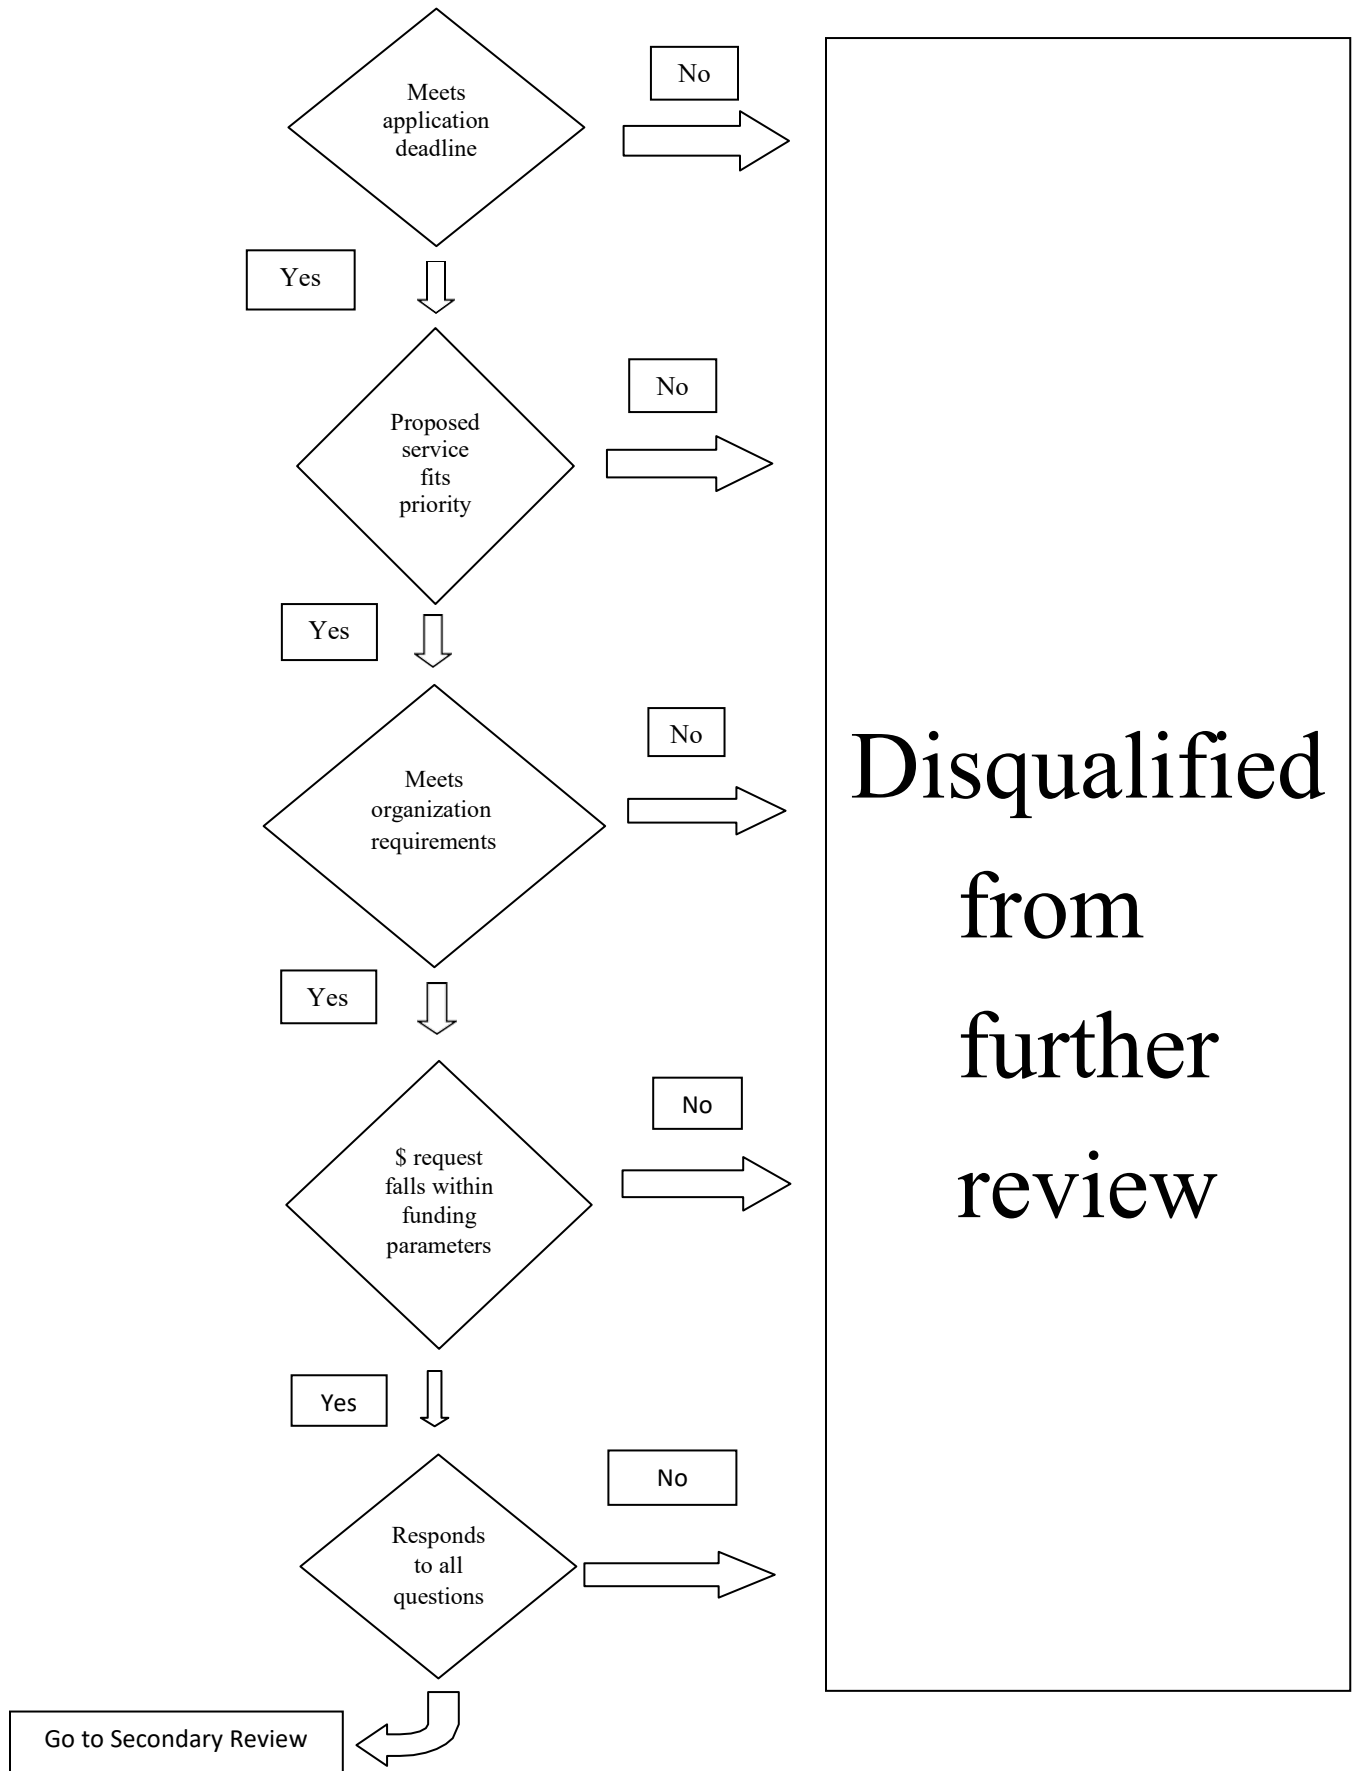 Meets
application
deadline
No
Yes
Proposed
service
fits
priority
No
Yes
Meets
organization
requirements
No
Yes
$ request
falls within
funding
parameters
No
Yes
Responds
to all
questions
No
Go to Secondary Review
Disqualified
from
further
review